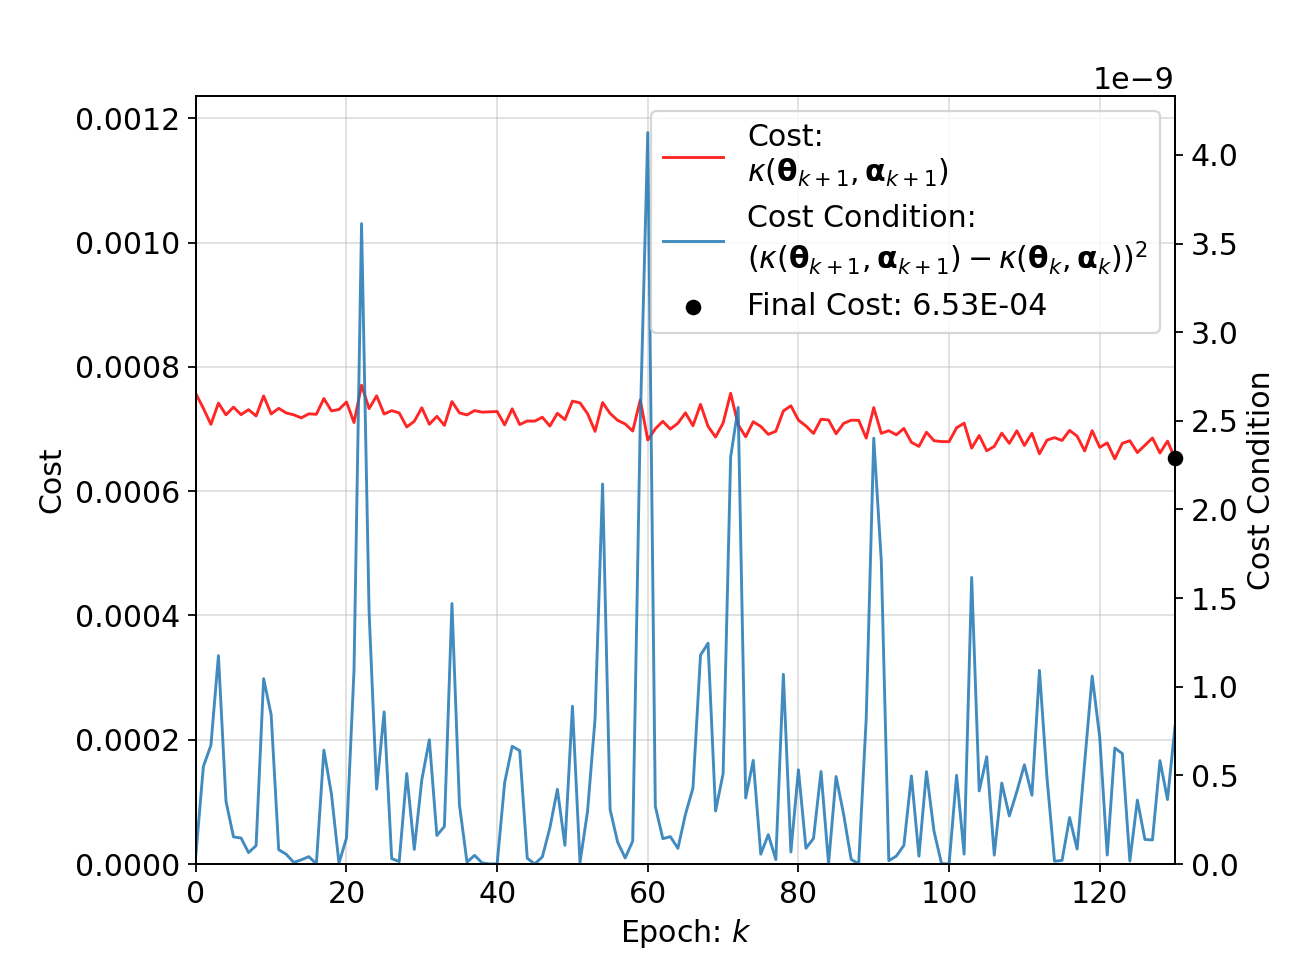 1e−9
0.0012
0.0010
0.0008
0.0006
0.0004
0.0002
0.0000
Cost
Cost:
κ(θ_{k+1}, α_{k+1})
Cost Condition:
(κ(θ_{k+1}, α_{k+1}) − κ(θ_k, α_k))²
Final Cost: 6.53E-04
4.0
3.5
3.0
2.5
2.0
1.5
1.0
0.5
0.0
Cost Condition
0 20 40 60 80 100 120
Epoch: k